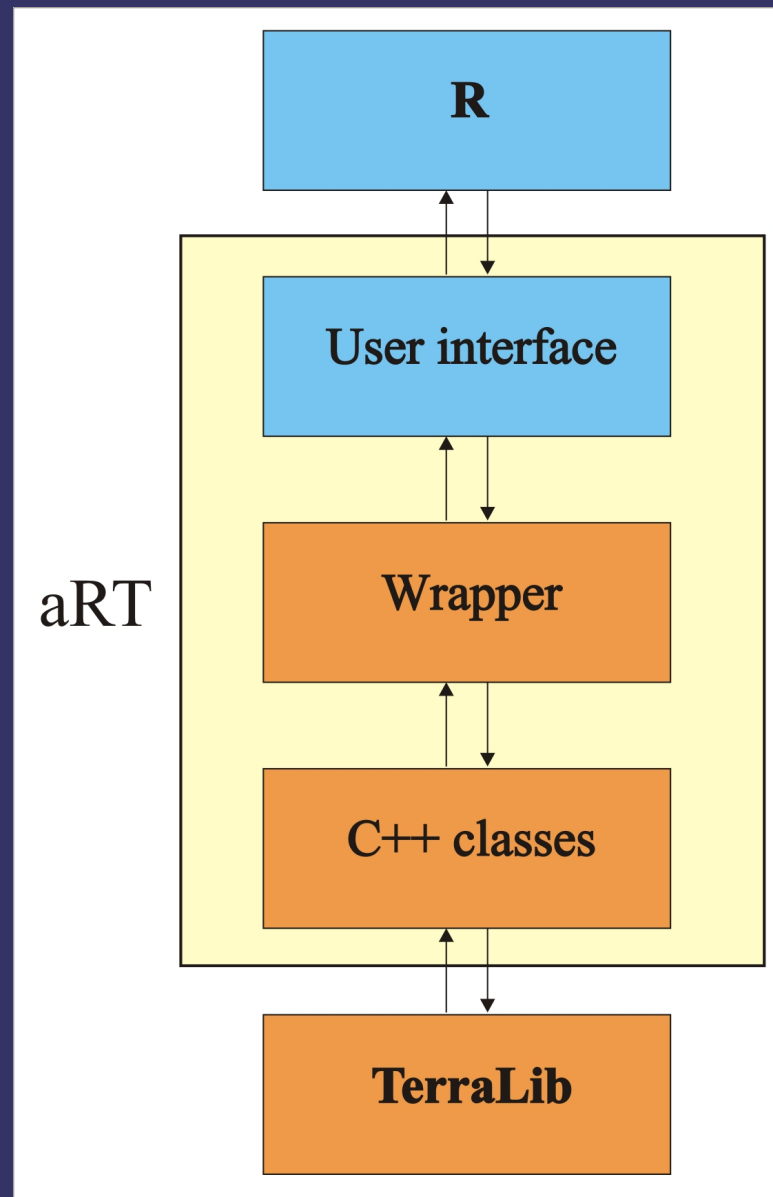 R
User interface
aRT
Wrapper
C++ classes
TerraLib